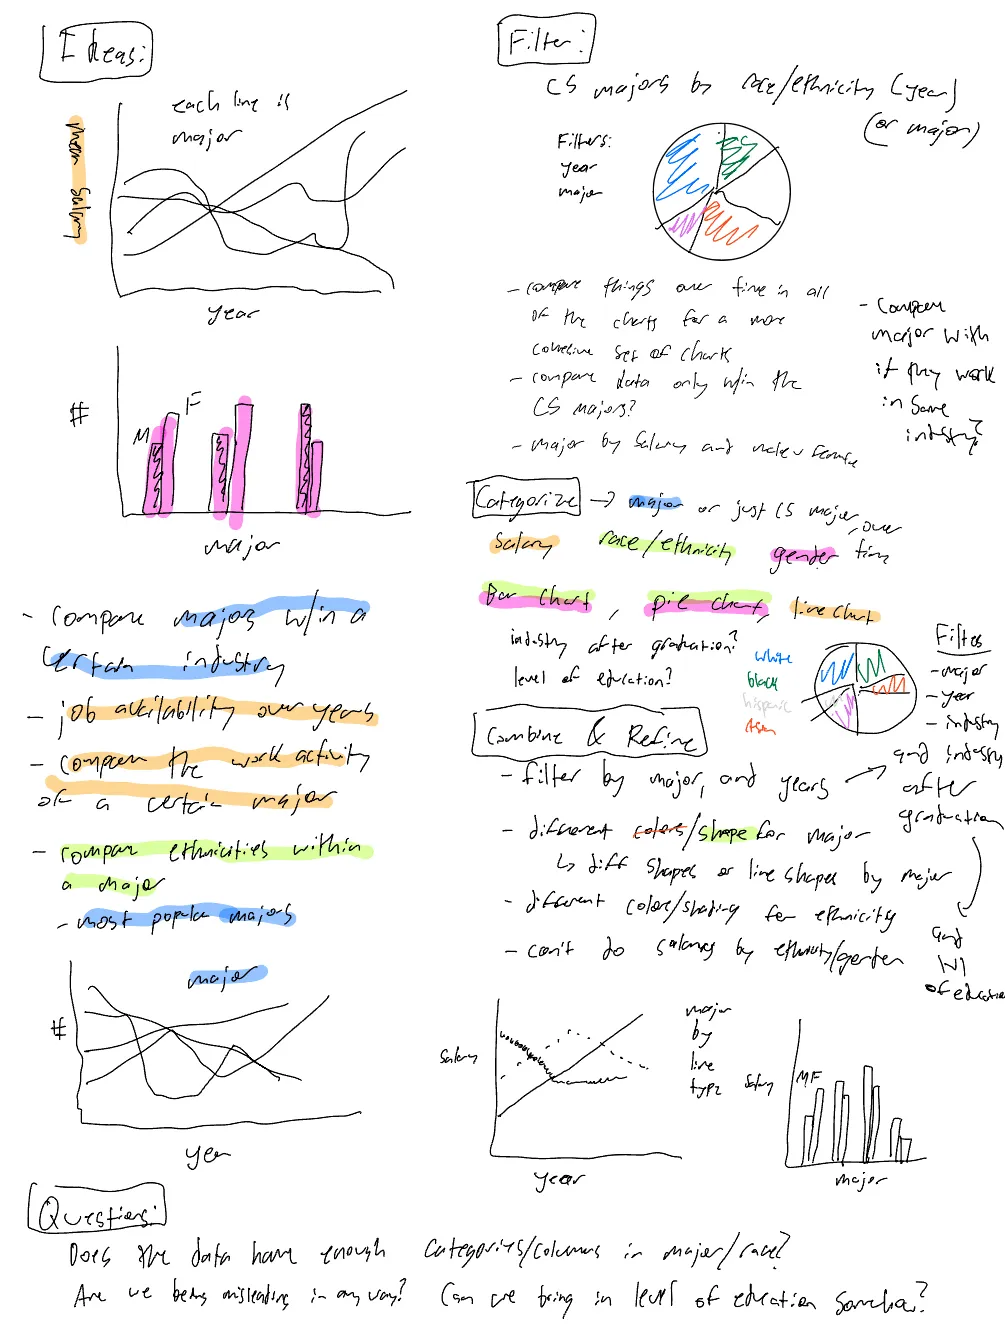 Ideas:
each line is
major
mean salary
year
#
M
F
major
- compare majors w/in a
certain industry
- job availability over years
- compare the work activity
of a certain major
- compare ethnicities within
a major
- most popular majors
major
#
year
Filter:
CS majors by race/ethnicity (year)
(or major)
Filters:
year
major
- compare things over time in all
of the charts for a more
cohesive set of charts
- compare data only w/in the
CS majors?
- major by salary and male v female
- Compare
major with
if they work
in same
industry?
Categorize → major or just CS major, over
time
salary race/ethnicity gender
Bar chart, pie chart, line chart
industry after graduation?
level of education?
white
black
hispanic
Asian
Filters
- major
- year
- industry
Combine & Refine
- filter by major, and years → and industry
after
graduation
and
lvl
of education
- different colors/shape for major
↳ diff shapes or line shapes by major
- different colors/shading for ethnicity
- can't do salaries by ethnicity/gender
salary
year
major
by
line
type
salary
MF
major
Questions:
Does the data have enough categories/columns in major/race?
Are we being misleading in any way? Can we bring in level of education somehow?